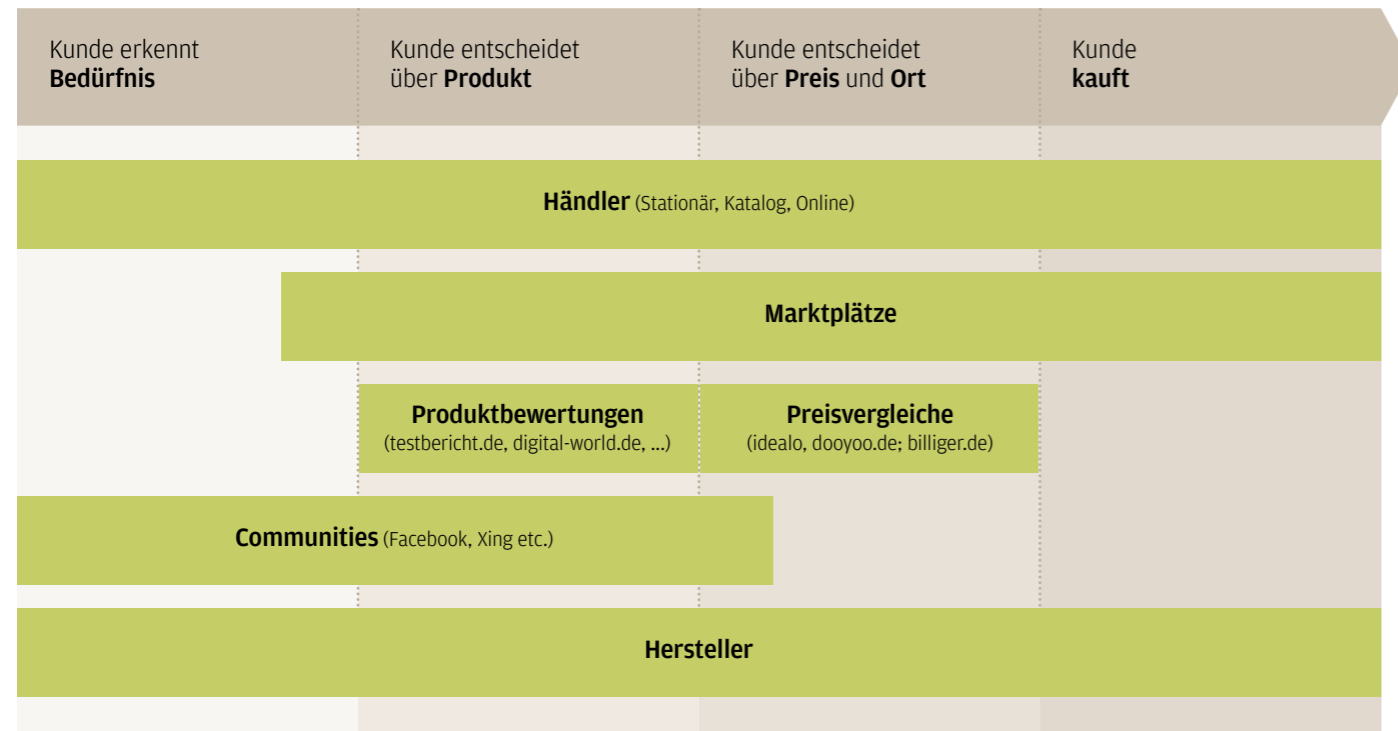 Kunde erkennt
Bedürfnis
Kunde entscheidet
über Produkt
Kunde entscheidet
über Preis und Ort
Kunde
kauft
Händler (Stationär, Katalog, Online)
Marktplätze
Produktbewertungen
(testbericht.de, digital-world.de, ...)
Preisvergleiche
(idealo, dooyoo.de; billiger.de)
Communities (Facebook, Xing etc.)
Hersteller